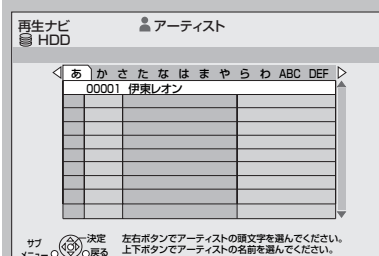 再生ナビ
アーティスト
HDD
あ か さ た な は ま や ら わ ABC DEF
00001 伊東レオン
サブ
メニュー
決定
戻る
左右ボタンでアーティストの頭文字を選んでください。
上下ボタンでアーティストの名前を選んでください。